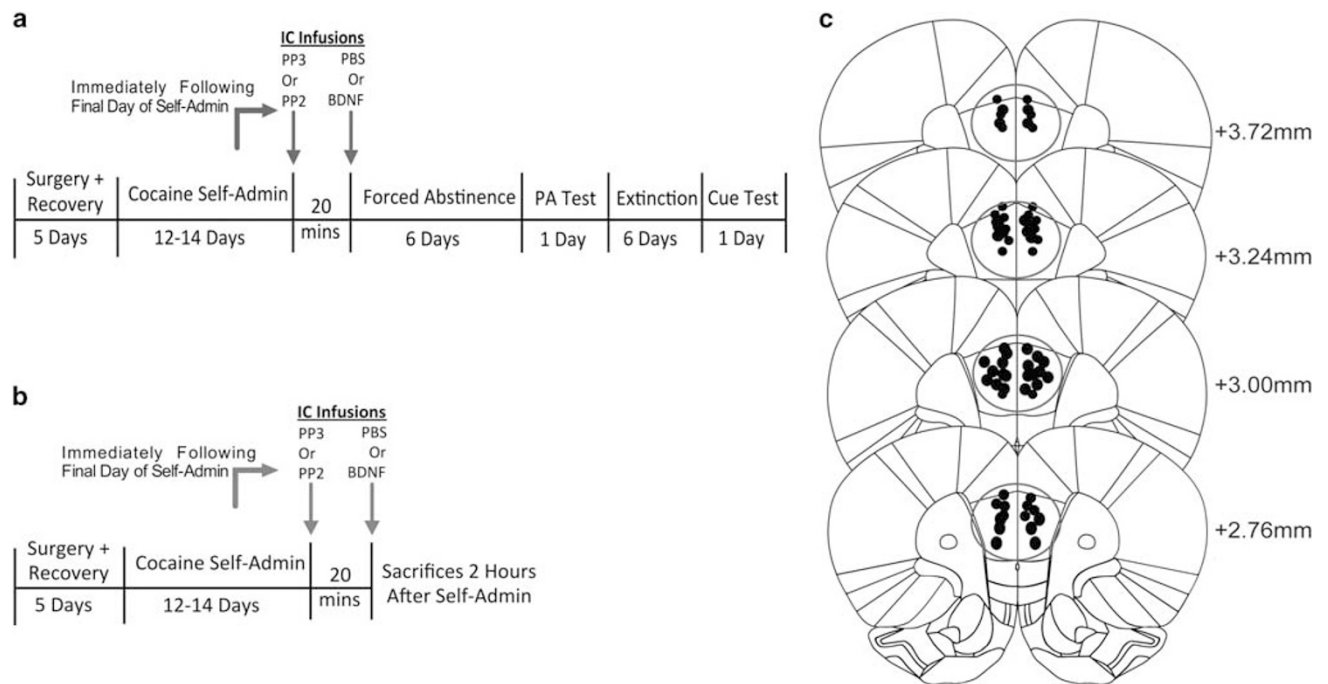 a
IC Infusions
PP3 PBS
Or Or
PP2 BDNF
Immediately Following
Final Day of Self-Admin
Surgery +
Recovery
Cocaine Self-Admin
20
mins
Forced Abstinence
PA Test
Extinction
Cue Test
5 Days
12-14 Days
6 Days
1 Day
6 Days
1 Day
b
IC Infusions
PP3 PBS
Or Or
PP2 BDNF
Immediately Following
Final Day of Self-Admin
Surgery +
Recovery
Cocaine Self-Admin
20
mins
Sacrifices 2 Hours
After Self-Admin
5 Days
12-14 Days
c
+3.72mm
+3.24mm
+3.00mm
+2.76mm